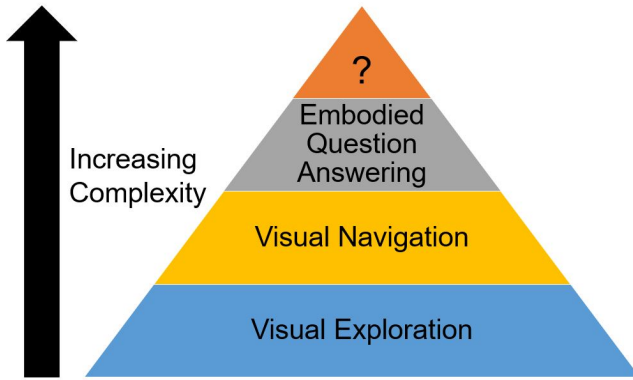 ?
Embodied
Question
Answering
Increasing
Complexity
Visual Navigation
Visual Exploration